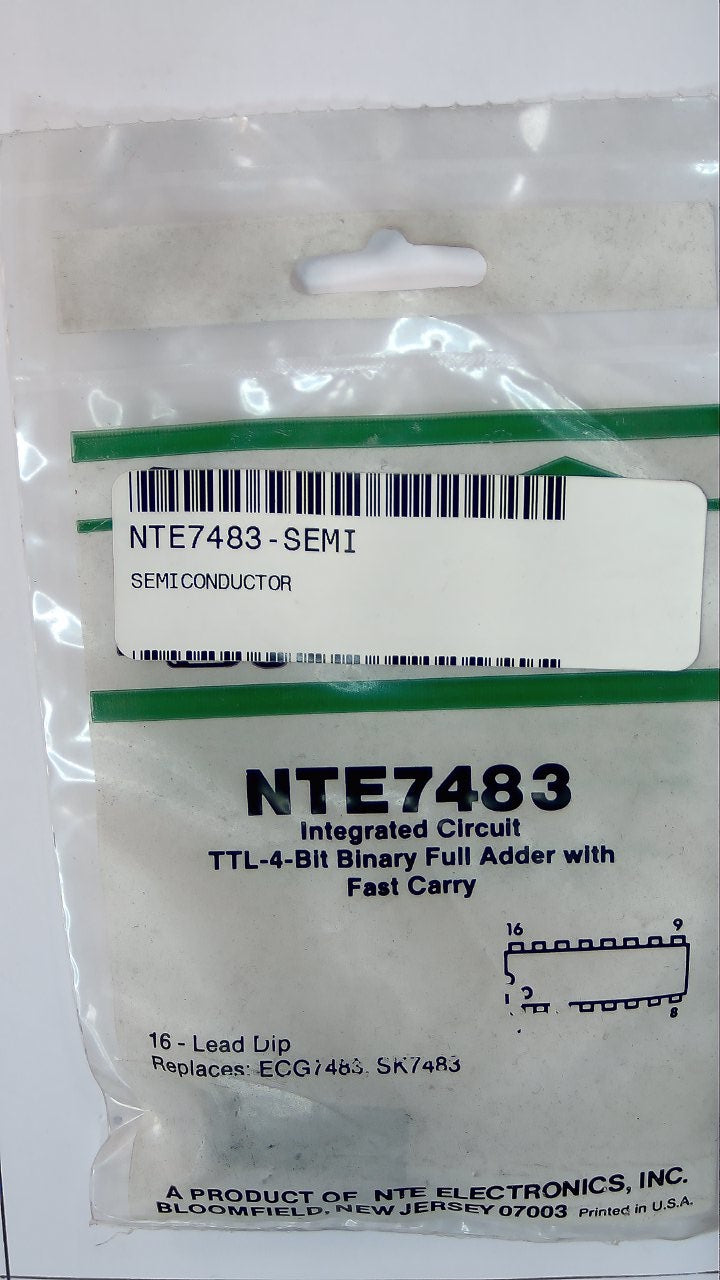 NTE7483-SEMI
SEMICONDUCTOR
NTE7483
Integrated Circuit
TTL-4-Bit Binary Full Adder with
Fast Carry
16 9
8
16 - Lead Dip
Replaces: ECG7483, SK7483
A PRODUCT OF NTE ELECTRONICS, INC.
BLOOMFIELD, NEW JERSEY 07003 Printed in U.S.A.